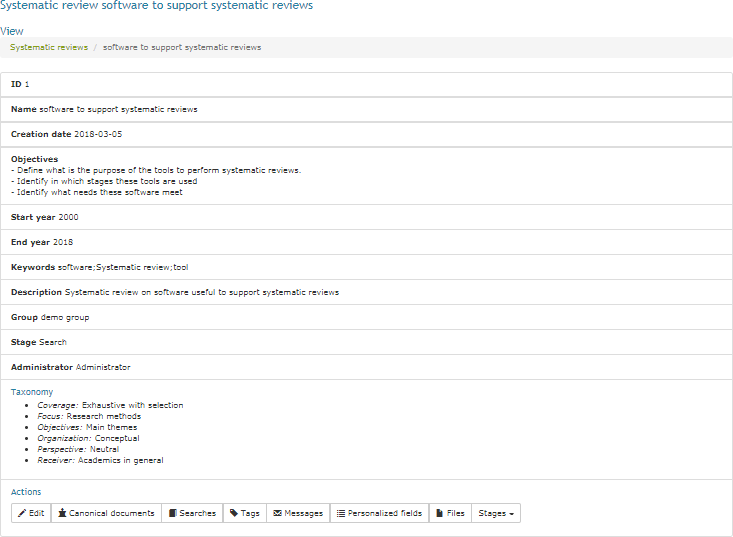 Systematic review software to support systematic reviews
View
Systematic reviews / software to support systematic reviews
ID 1
Name software to support systematic reviews
Creation date 2018-03-05
Objectives
- Define what is the purpose of the tools to perform systematic reviews.
- Identify in which stages these tools are used
- Identify what needs these software meet
Start year 2000
End year 2018
Keywords software;Systematic review;tool
Description Systematic review on software useful to support systematic reviews
Group demo group
Stage Search
Administrator Administrator
Taxonomy
• Coverage: Exhaustive with selection
• Focus: Research methods
• Objectives: Main themes
• Organization: Conceptual
• Perspective: Neutral
• Receiver: Academics in general
Actions
Edit Canonical documents Searches Tags Messages Personalized fields Files Stages